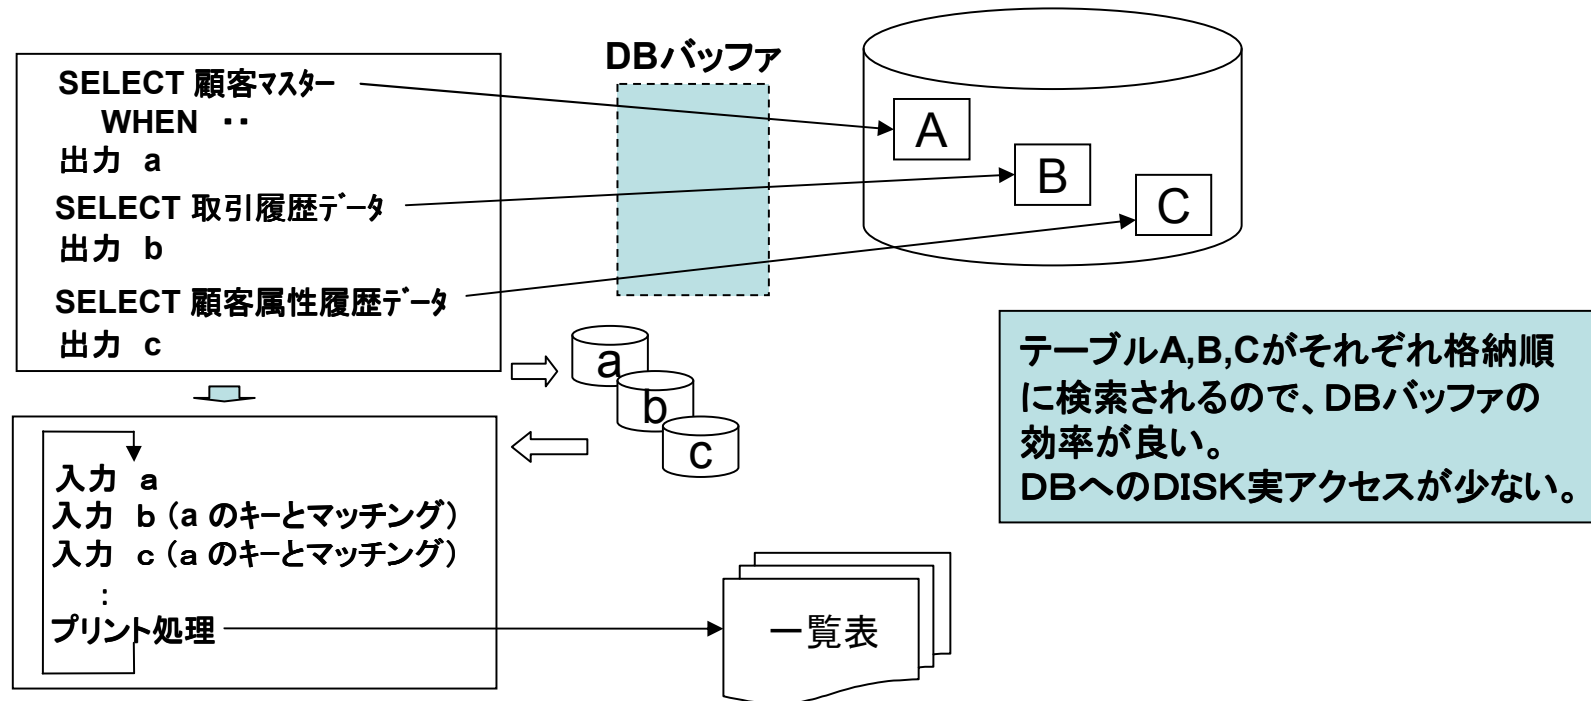 DBバッファ
SELECT 顧客ﾏｽﾀｰ
WHEN ‥
出力 a
SELECT 取引履歴ﾃﾞｰﾀ
出力 b
SELECT 顧客属性履歴ﾃﾞｰﾀ
出力 c
A
B
C
a
b
c
テーブルA,B,Cがそれぞれ格納順
に検索されるので、DBバッファの
効率が良い。
DBへのDISK実アクセスが少ない。
入力 a
入力 b（a のｷｰとマッチング）
入力 c（a のｷｰとマッチング）
：
プリント処理
一覧表